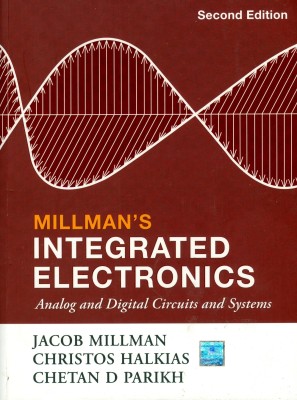 Second Edition
MILLMAN'S
INTEGRATED
ELECTRONICS
Analog and Digital Circuits and Systems
JACOB MILLMAN
CHRISTOS HALKIAS
CHETAN D PARIKH